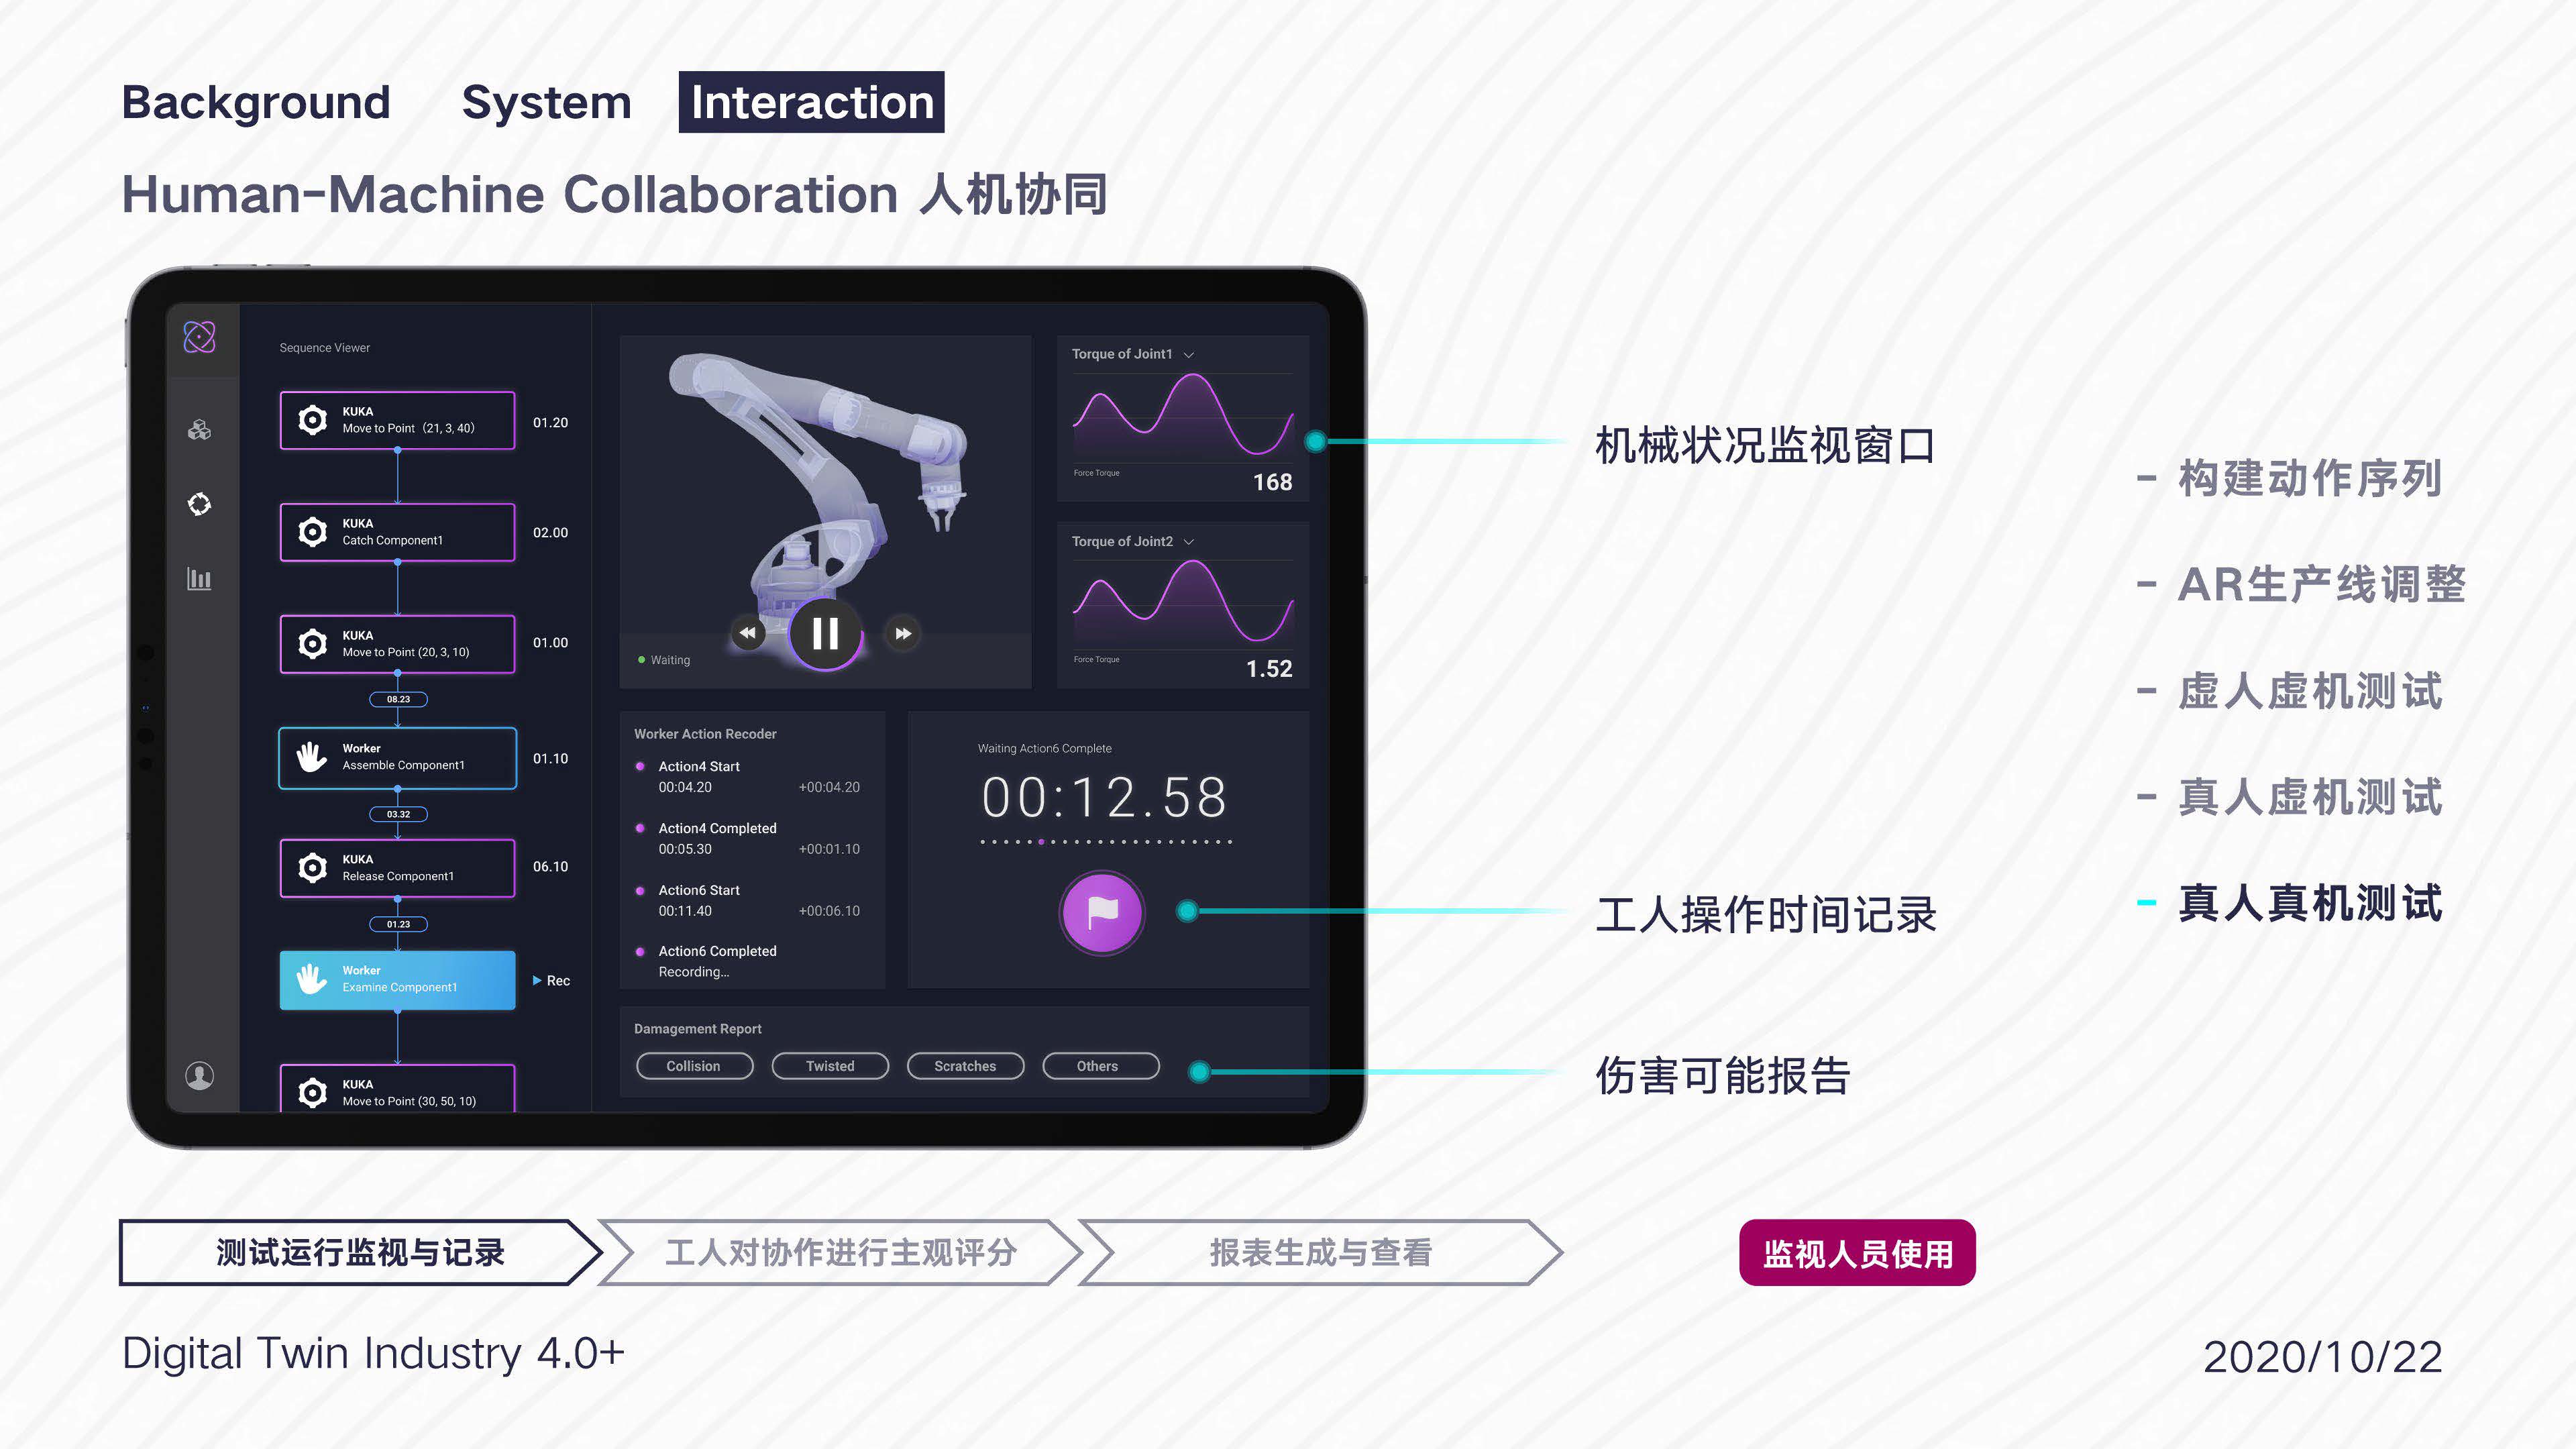 Background System Interaction
Human-Machine Collaboration 人机协同
Sequence Viewer
KUKA
Move to Point（21, 3, 40）
01.20
KUKA
Catch Component1
02.00
KUKA
Move to Point (20, 3, 10)
01.00
08.23
Worker
Assemble Component1
01.10
03.32
KUKA
Release Component1
06.10
01.23
Worker
Examine Component1
Rec
KUKA
Move to Point (30, 50, 10)
Waiting
Torque of Joint1
Force Torque
168
Torque of Joint2
Force Torque
1.52
Worker Action Recoder
Action4 Start
00:04.20 +00:04.20
Action4 Completed
00:05.30 +00:01.10
Action6 Start
00:11.40 +00:06.10
Action6 Completed
Recording...
Waiting Action6 Complete
00:12.58
Damagement Report
Collision Twisted Scratches Others
机械状况监视窗口
工人操作时间记录
伤害可能报告
- 构建动作序列
- AR生产线调整
- 虚人虚机测试
- 真人虚机测试
- 真人真机测试
测试运行监视与记录 工人对协作进行主观评分 报表生成与查看 监视人员使用
Digital Twin Industry 4.0+ 2020/10/22